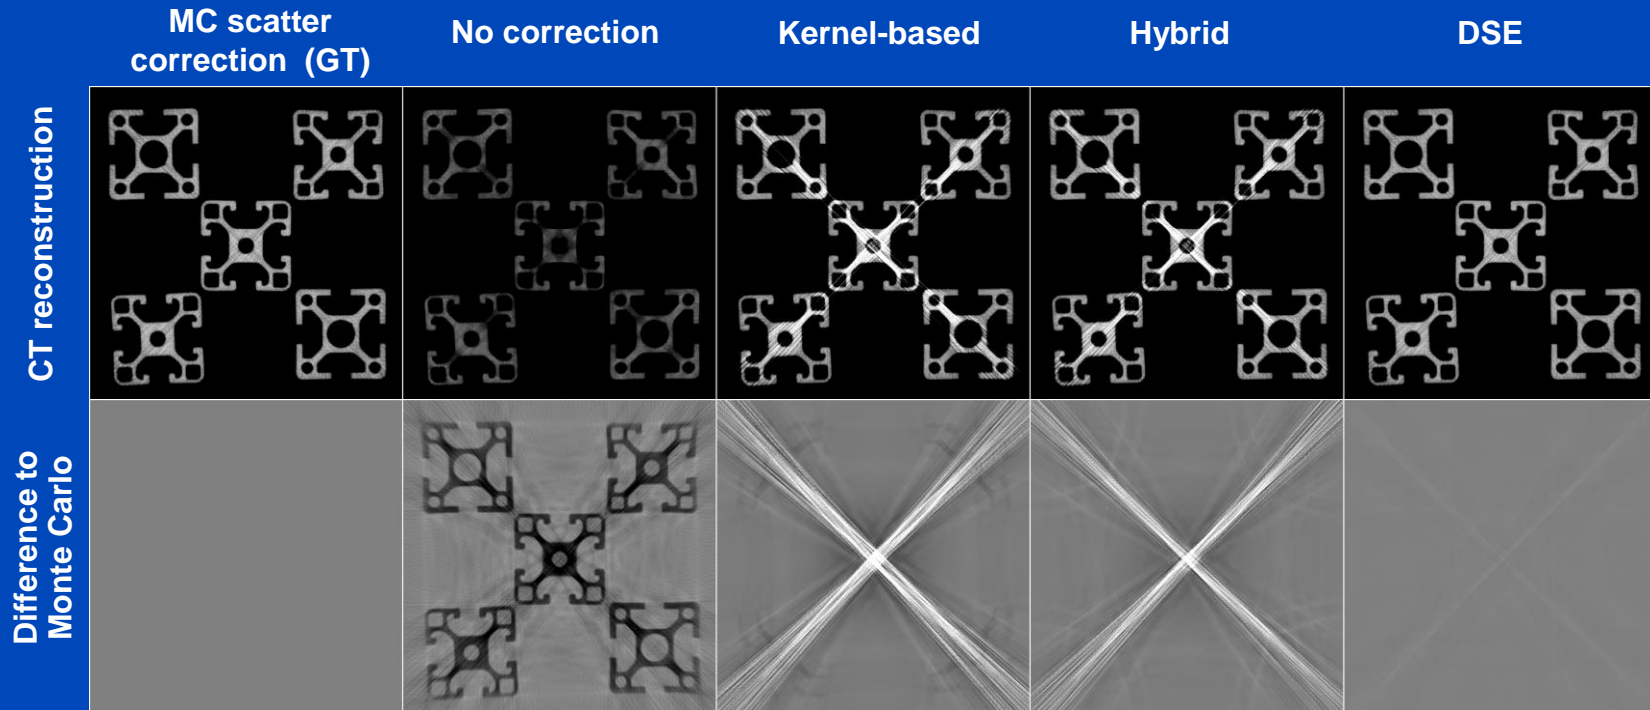 MC scatter
correction (GT)
No correction
Kernel-based
Hybrid
DSE
CT reconstruction
Difference to
Monte Carlo